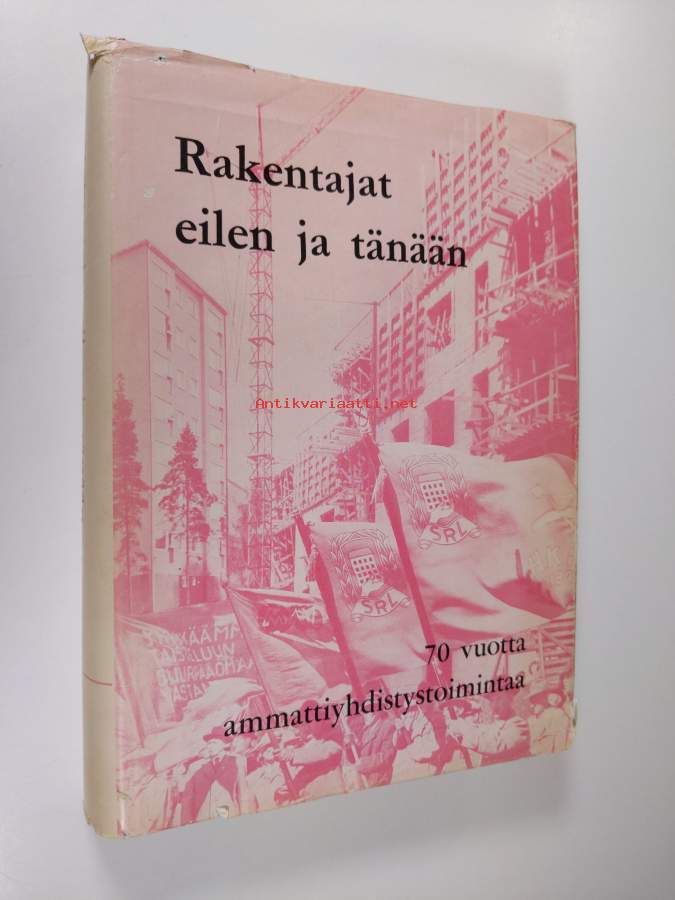 Rakentajat
eilen ja tänään
Antikvariaatti.net
SRL
SRL
70 vuotta
ammattiyhdistystoimintaa